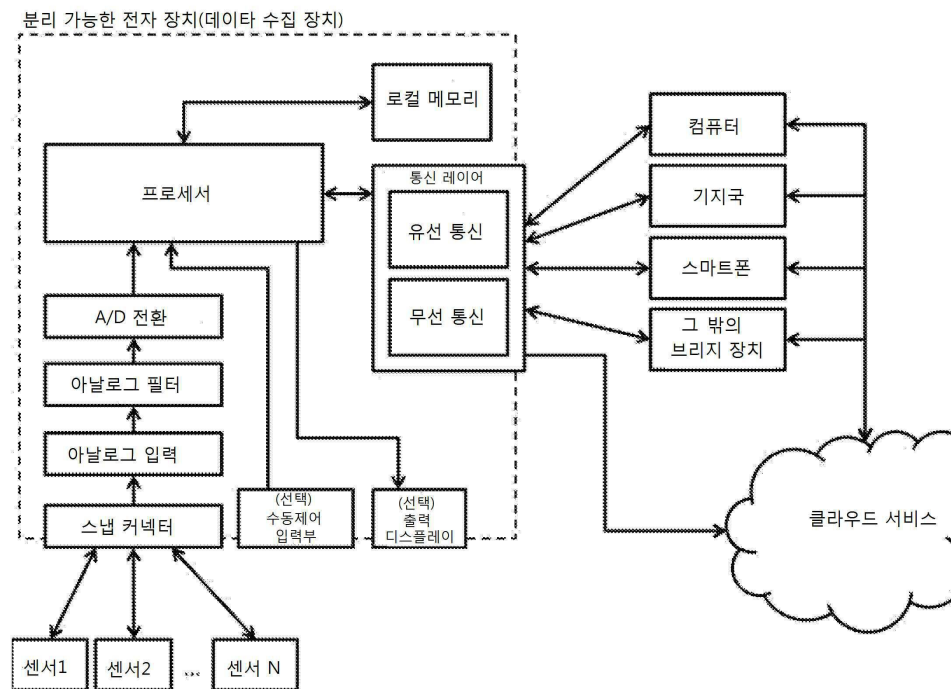 분리 가능한 전자 장치(데이타 수집 장치)
로컬 메모리
프로세서
통신 레이어
유선 통신
무선 통신
컴퓨터
기지국
스마트폰
그 밖의
브리지 장치
A/D 전환
아날로그 필터
아날로그 입력
스냅 커넥터
(선택)
수동제어
입력부
(선택)
출력
디스플레이
클라우드 서비스
센서1
센서2
...
센서 N